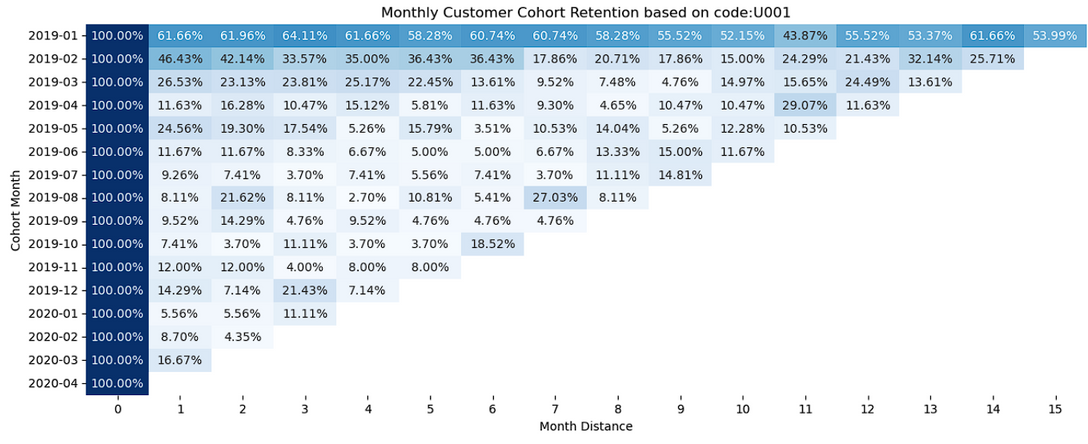 Monthly Customer Cohort Retention based on code:U001
2019-01 100.00% 61.66% 61.96% 64.11% 61.66% 58.28% 60.74% 60.74% 58.28% 55.52% 52.15% 43.87% 55.52% 53.37% 61.66% 53.99%
2019-02 100.00% 46.43% 42.14% 33.57% 35.00% 36.43% 36.43% 17.86% 20.71% 17.86% 15.00% 24.29% 21.43% 32.14% 25.71%
2019-03 100.00% 26.53% 23.13% 23.81% 25.17% 22.45% 13.61% 9.52% 7.48% 4.76% 14.97% 15.65% 24.49% 13.61%
2019-04 100.00% 11.63% 16.28% 10.47% 15.12% 5.81% 11.63% 9.30% 4.65% 10.47% 10.47% 29.07% 11.63%
2019-05 100.00% 24.56% 19.30% 17.54% 5.26% 15.79% 3.51% 10.53% 14.04% 5.26% 12.28% 10.53%
2019-06 100.00% 11.67% 11.67% 8.33% 6.67% 5.00% 5.00% 6.67% 13.33% 15.00% 11.67%
2019-07 100.00% 9.26% 7.41% 3.70% 7.41% 5.56% 7.41% 3.70% 11.11% 14.81%
2019-08 100.00% 8.11% 21.62% 8.11% 2.70% 10.81% 5.41% 27.03% 8.11%
2019-09 100.00% 9.52% 14.29% 4.76% 9.52% 4.76% 4.76% 4.76%
2019-10 100.00% 7.41% 3.70% 11.11% 3.70% 3.70% 18.52%
2019-11 100.00% 12.00% 12.00% 4.00% 8.00% 8.00%
2019-12 100.00% 14.29% 7.14% 21.43% 7.14%
2020-01 100.00% 5.56% 5.56% 11.11%
2020-02 100.00% 8.70% 4.35%
2020-03 100.00% 16.67%
2020-04 100.00%
Cohort Month
0 1 2 3 4 5 6 7 8 9 10 11 12 13 14 15
Month Distance